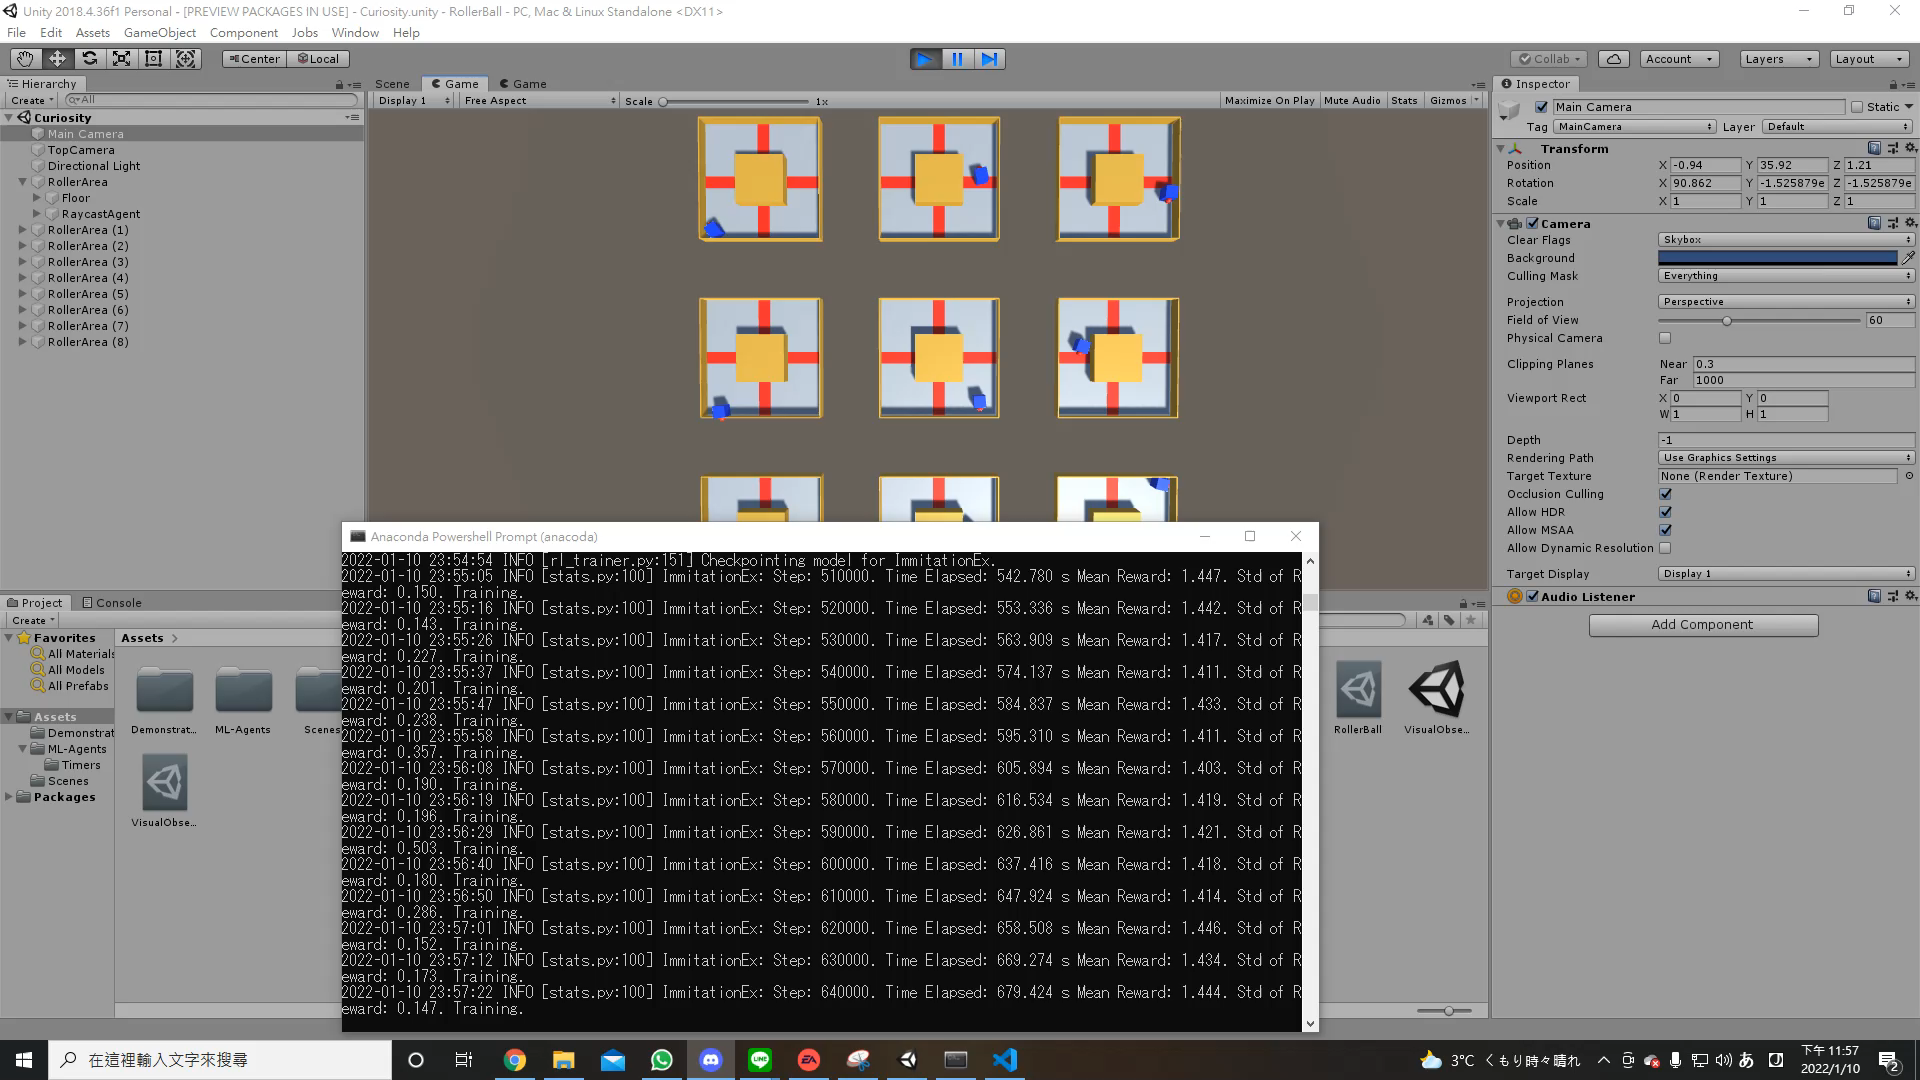 Unity 2018.4.36f1 Personal - [PREVIEW PACKAGES IN USE] - Curiosity.unity - RollerBall - PC, Mac & Linux Standalone <DX11>
File Edit Assets GameObject Component Jobs Window Help
Center Local Collab Account Layers Layout
Hierarchy
Create All
Curiosity
Main Camera
TopCamera
Directional Light
RollerArea
Floor
RaycastAgent
RollerArea (1)
RollerArea (2)
RollerArea (3)
RollerArea (4)
RollerArea (5)
RollerArea (6)
RollerArea (7)
RollerArea (8)
Scene Game Game
Display 1 Free Aspect Scale 1x Maximize On Play Mute Audio Stats Gizmos
Inspector
Main Camera Static
Tag MainCamera Layer Default
Transform
Position X -0.94 Y 35.92 Z 1.21
Rotation X 90.862 Y -1.525879e Z -1.525879e
Scale X 1 Y 1 Z 1
Camera
Clear Flags Skybox
Background
Culling Mask Everything
Projection Perspective
Field of View 60
Physical Camera
Clipping Planes Near 0.3
Far 1000
Viewport Rect X 0 Y 0
W 1 H 1
Depth -1
Rendering Path Use Graphics Settings
Target Texture None (Render Texture)
Occlusion Culling
Allow HDR
Allow MSAA
Allow Dynamic Resolution
Target Display Display 1
Audio Listener
Add Component
Project Console
Create
Favorites
All Materials
All Models
All Prefabs
Assets
Demonstrat
ML-Agents
Timers
Scenes
Packages
Assets
Demonstrat...
ML-Agents
Scenes
RollerBall
VisualObse...
VisualObse...
Anaconda Powershell Prompt (anacoda)
2022-01-10 23:54:54 INFO [rl_trainer.py:151] Checkpointing model for ImmitationEx.
2022-01-10 23:55:05 INFO [stats.py:100] ImmitationEx: Step: 510000. Time Elapsed: 542.780 s Mean Reward: 1.447. Std of R
eward: 0.150. Training.
2022-01-10 23:55:16 INFO [stats.py:100] ImmitationEx: Step: 520000. Time Elapsed: 553.336 s Mean Reward: 1.442. Std of R
eward: 0.143. Training.
2022-01-10 23:55:26 INFO [stats.py:100] ImmitationEx: Step: 530000. Time Elapsed: 563.909 s Mean Reward: 1.417. Std of R
eward: 0.227. Training.
2022-01-10 23:55:37 INFO [stats.py:100] ImmitationEx: Step: 540000. Time Elapsed: 574.137 s Mean Reward: 1.411. Std of R
eward: 0.201. Training.
2022-01-10 23:55:47 INFO [stats.py:100] ImmitationEx: Step: 550000. Time Elapsed: 584.837 s Mean Reward: 1.433. Std of R
eward: 0.238. Training.
2022-01-10 23:55:58 INFO [stats.py:100] ImmitationEx: Step: 560000. Time Elapsed: 595.310 s Mean Reward: 1.411. Std of R
eward: 0.357. Training.
2022-01-10 23:56:08 INFO [stats.py:100] ImmitationEx: Step: 570000. Time Elapsed: 605.894 s Mean Reward: 1.403. Std of R
eward: 0.190. Training.
2022-01-10 23:56:19 INFO [stats.py:100] ImmitationEx: Step: 580000. Time Elapsed: 616.534 s Mean Reward: 1.419. Std of R
eward: 0.196. Training.
2022-01-10 23:56:29 INFO [stats.py:100] ImmitationEx: Step: 590000. Time Elapsed: 626.861 s Mean Reward: 1.421. Std of R
eward: 0.503. Training.
2022-01-10 23:56:40 INFO [stats.py:100] ImmitationEx: Step: 600000. Time Elapsed: 637.416 s Mean Reward: 1.418. Std of R
eward: 0.180. Training.
2022-01-10 23:56:50 INFO [stats.py:100] ImmitationEx: Step: 610000. Time Elapsed: 647.924 s Mean Reward: 1.414. Std of R
eward: 0.286. Training.
2022-01-10 23:57:01 INFO [stats.py:100] ImmitationEx: Step: 620000. Time Elapsed: 658.508 s Mean Reward: 1.446. Std of R
eward: 0.152. Training.
2022-01-10 23:57:12 INFO [stats.py:100] ImmitationEx: Step: 630000. Time Elapsed: 669.274 s Mean Reward: 1.434. Std of R
eward: 0.173. Training.
2022-01-10 23:57:22 INFO [stats.py:100] ImmitationEx: Step: 640000. Time Elapsed: 679.424 s Mean Reward: 1.444. Std of R
eward: 0.147. Training.
在這裡輸入文字來搜尋
EA
LINE
3°C くもり時々晴れ
あ
下午 11:57
2022/1/10
2